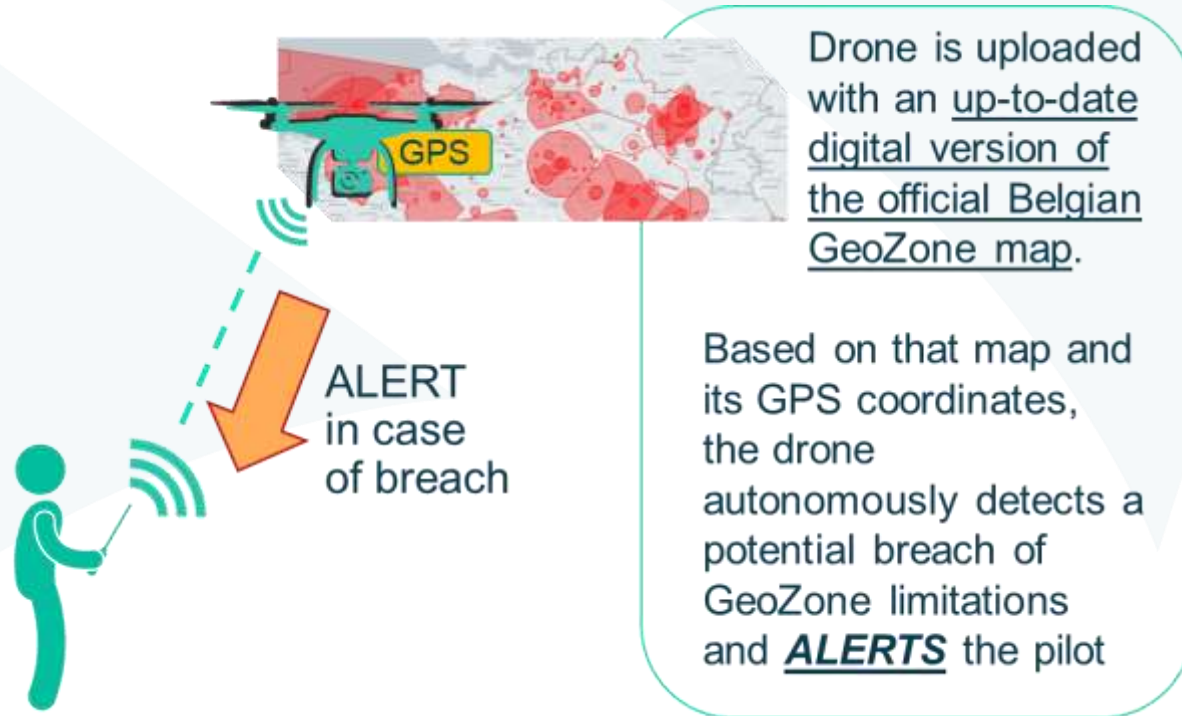 GPS
ALERT
in case
of breach
Drone is uploaded
with an up-to-date
digital version of
the official Belgian
GeoZone map.
Based on that map and
its GPS coordinates,
the drone
autonomously detects a
potential breach of
GeoZone limitations
and ALERTS the pilot